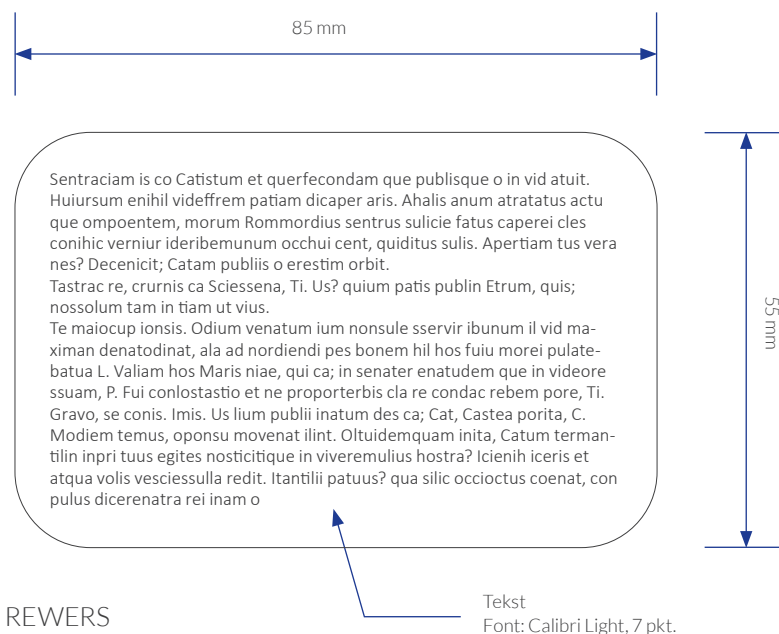 85 mm
Sentraciam is co Catistum et querfecondam que publisque o in vid atuit.
Huiursum enihil videffrem patiam dicaper aris. Ahalis anum atratatus actu
que ompoentem, morum Rommordius sentrus sulicie fatus caperei cles
conihic verniur ideribemunum occhui cent, quiditus sulis. Apertiam tus vera
nes? Decenicit; Catam publiis o erestim orbit.
Tastrac re, crurnis ca Sciessena, Ti. Us? quium patis publin Etrum, quis;
nossolum tam in tiam ut vius.
Te maiocup ionsis. Odium venatum ium nonsule sservir ibunum il vid ma-
ximan denatodinat, ala ad nordiendi pes bonem hil hos fuiu morei pulate-
batua L. Valiam hos Maris niae, qui ca; in senater enatudem que in videore
ssuam, P. Fui conlostastio et ne proporterbis cla re condac rebem pore, Ti.
Gravo, se conis. Imis. Us lium publii inatum des ca; Cat, Castea porita, C.
Modiem temus, oponsu movenat ilint. Oltuidemquam inita, Catum terman-
tilin inpri tuus egites nosticitique in viveremulius hostra? Icienih iceris et
atqua volis vesciessulla redit. Itantilii patuus? qua silic occioctus coenat, con
pulus dicerenatra rei inam o
55 mm
REWERS
Tekst
Font: Calibri Light, 7 pkt.